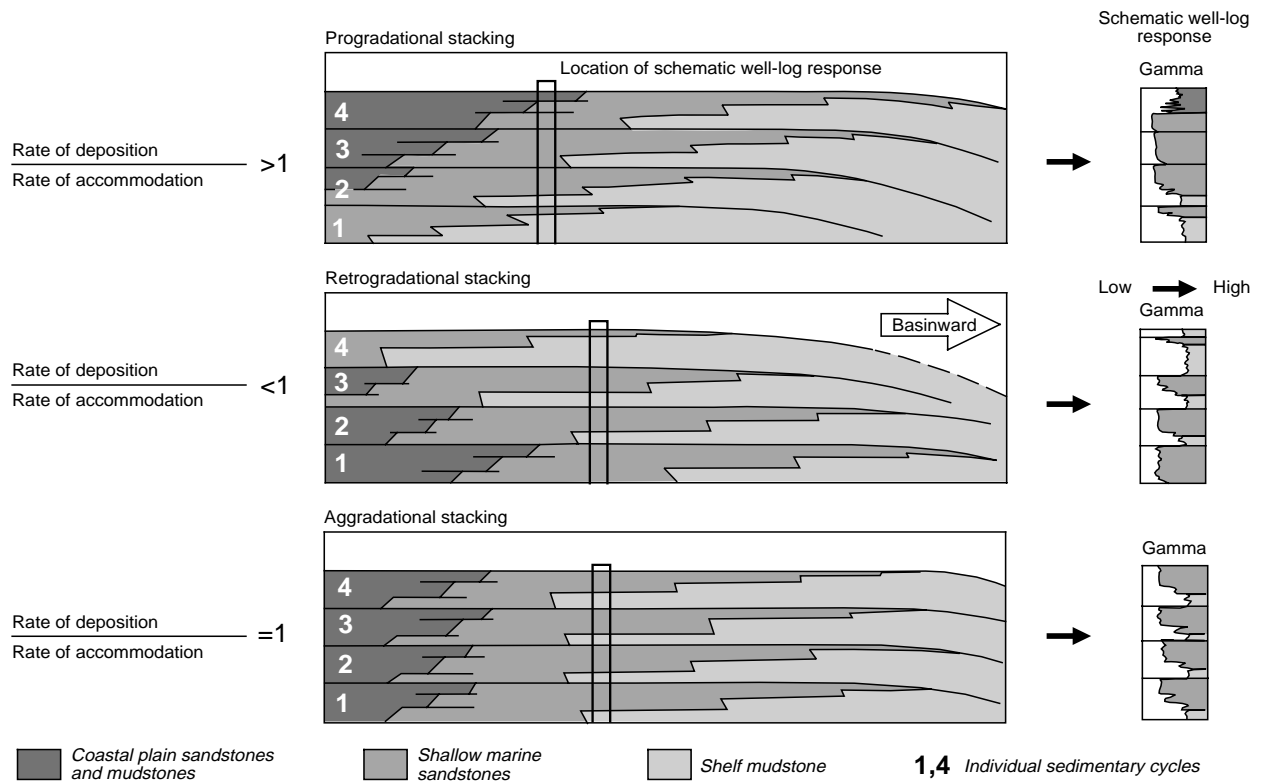 Schematic well-log
response
Progradational stacking
Location of schematic well-log response
Gamma
4
3
2
1
Rate of deposition
Rate of accommodation
>1
Retrogradational stacking
Low
High
Gamma
Basinward
4
3
2
1
Rate of deposition
Rate of accommodation
<1
Aggradational stacking
Gamma
4
3
2
1
Rate of deposition
Rate of accommodation
=1
Coastal plain sandstones
and mudstones
Shallow marine
sandstones
Shelf mudstone
1,4 Individual sedimentary cycles